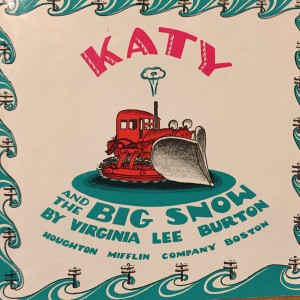 KATY
AND THE
BIG SNOW
BY VIRGINIA LEE BURTON
HOUGHTON MIFFLIN COMPANY BOSTON